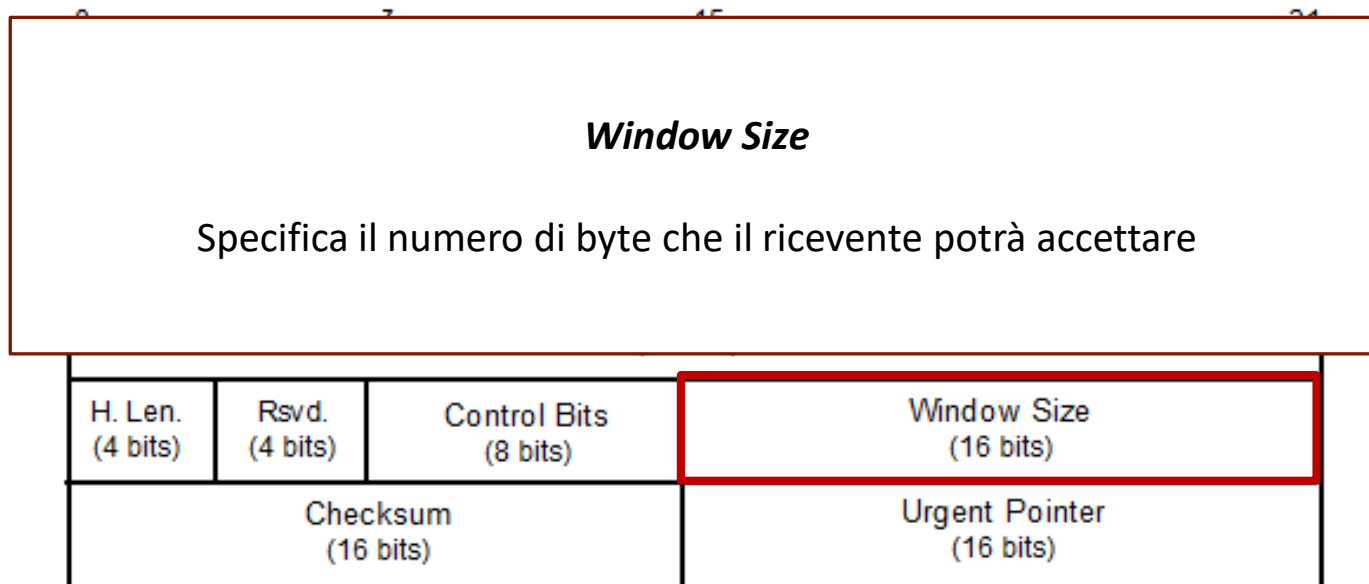 Window Size
Specifica il numero di byte che il ricevente potrà accettare
H. Len.
(4 bits)
Rsvd.
(4 bits)
Control Bits
(8 bits)
Window Size
(16 bits)
Checksum
(16 bits)
Urgent Pointer
(16 bits)